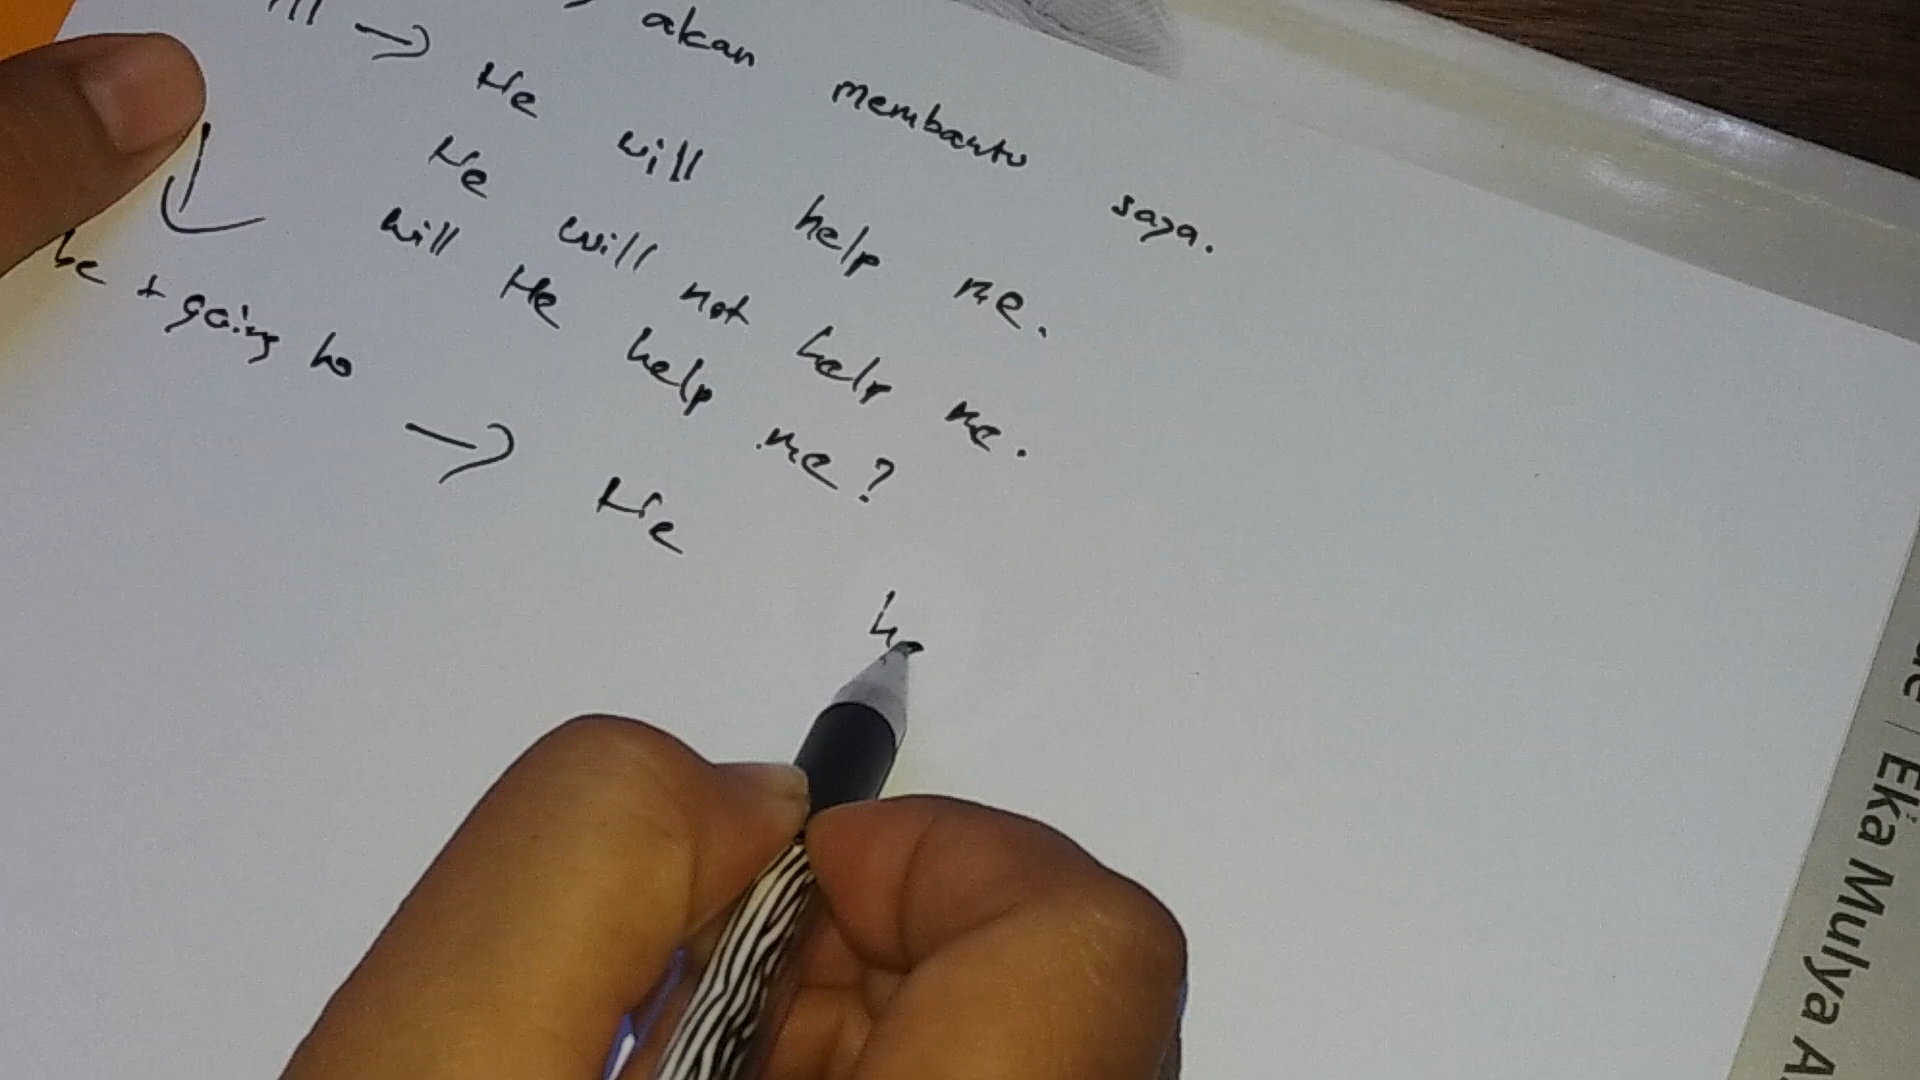 akan membantu saya.
→ He will help me.
He will not help me.
will He help me?
be + going to → He
Eka Mulya A